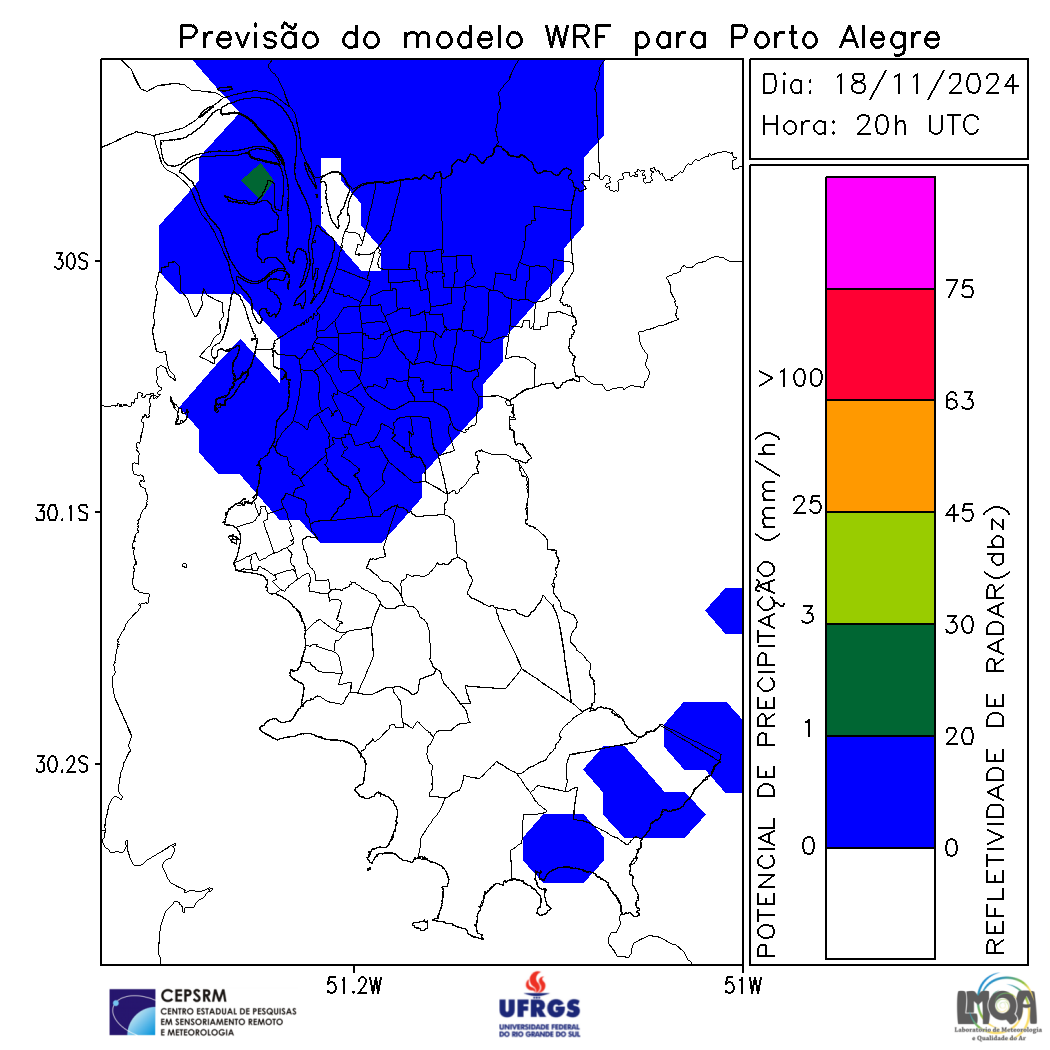 Previsão do modelo WRF para Porto Alegre
Dia: 18/11/2024
Hora: 20h UTC
30S
30.1S
30.2S
51.2W
51W
POTENCIAL DE PRECIPITAÇÃO (mm/h)
>100
25
3
1
0
75
63
45
30
20
0
REFLETIVIDADE DE RADAR(dbz)
CEPSRM
CENTRO ESTADUAL DE PESQUISAS
EM SENSORIAMENTO REMOTO
E METEOROLOGIA
UFRGS
UNIVERSIDADE FEDERAL
DO RIO GRANDE DO SUL
LMQA
Laboratório de Meteorologia
e Qualidade do Ar